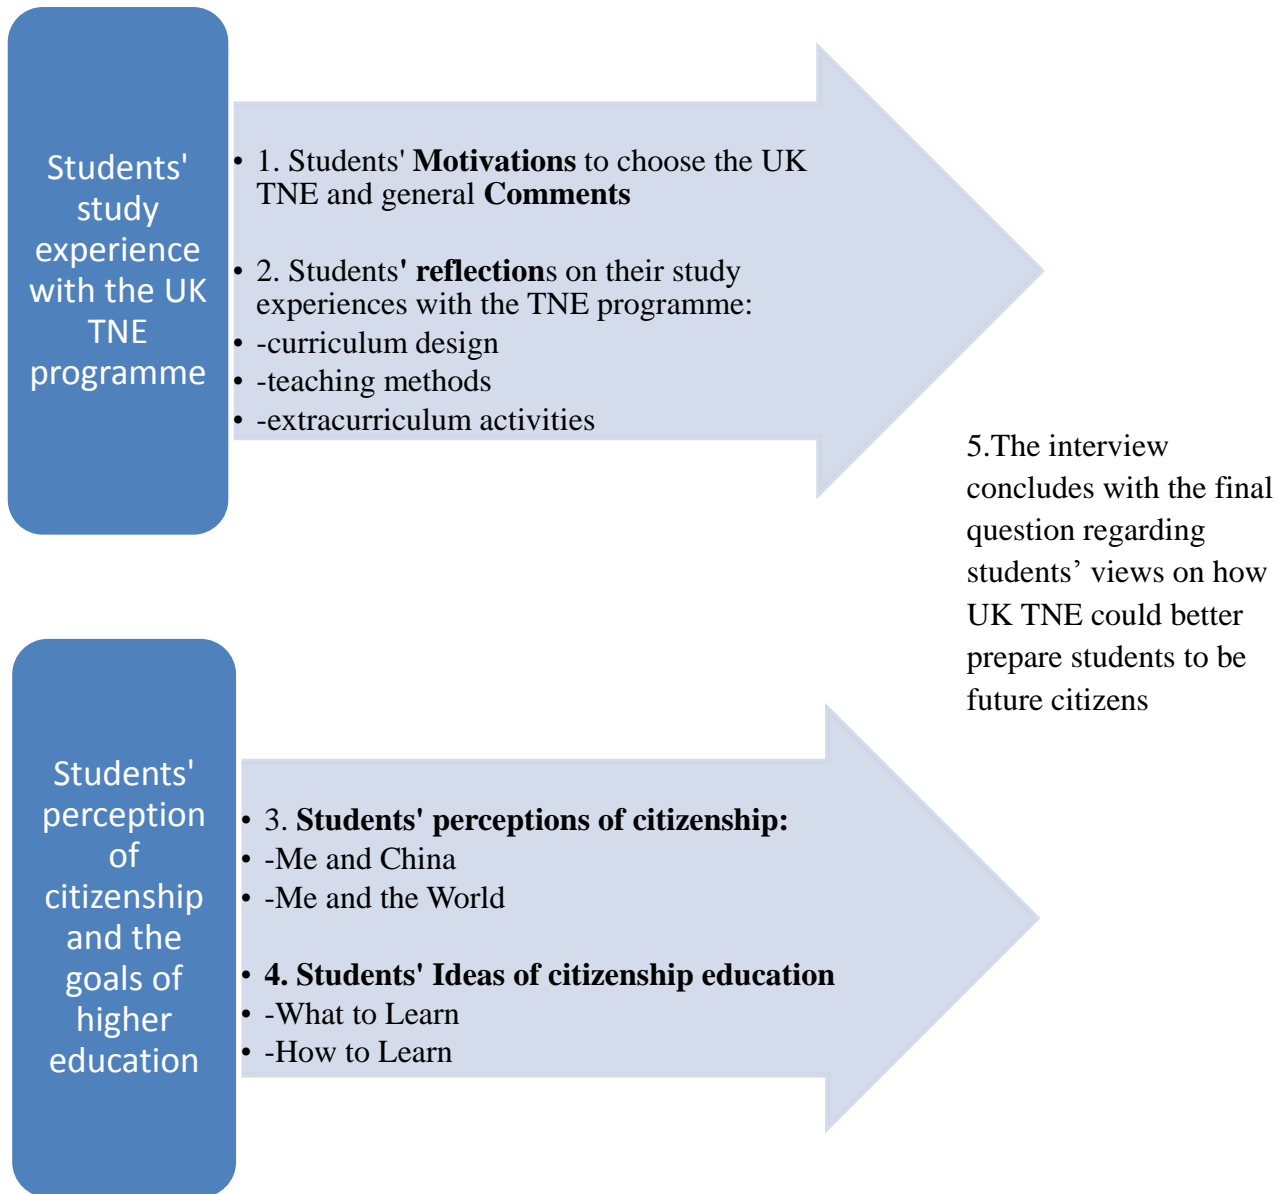 Students'
study
experience
with the UK
TNE
programme
• 1. Students' Motivations to choose the UK
TNE and general Comments
• 2. Students' reflections on their study
experiences with the TNE programme:
• -curriculum design
• -teaching methods
• -extracurriculum activities
5.The interview
concludes with the final
question regarding
students’ views on how
UK TNE could better
prepare students to be
future citizens
Students'
perception
of
citizenship
and the
goals of
higher
education
• 3. Students' perceptions of citizenship:
• -Me and China
• -Me and the World
• 4. Students' Ideas of citizenship education
• -What to Learn
• -How to Learn